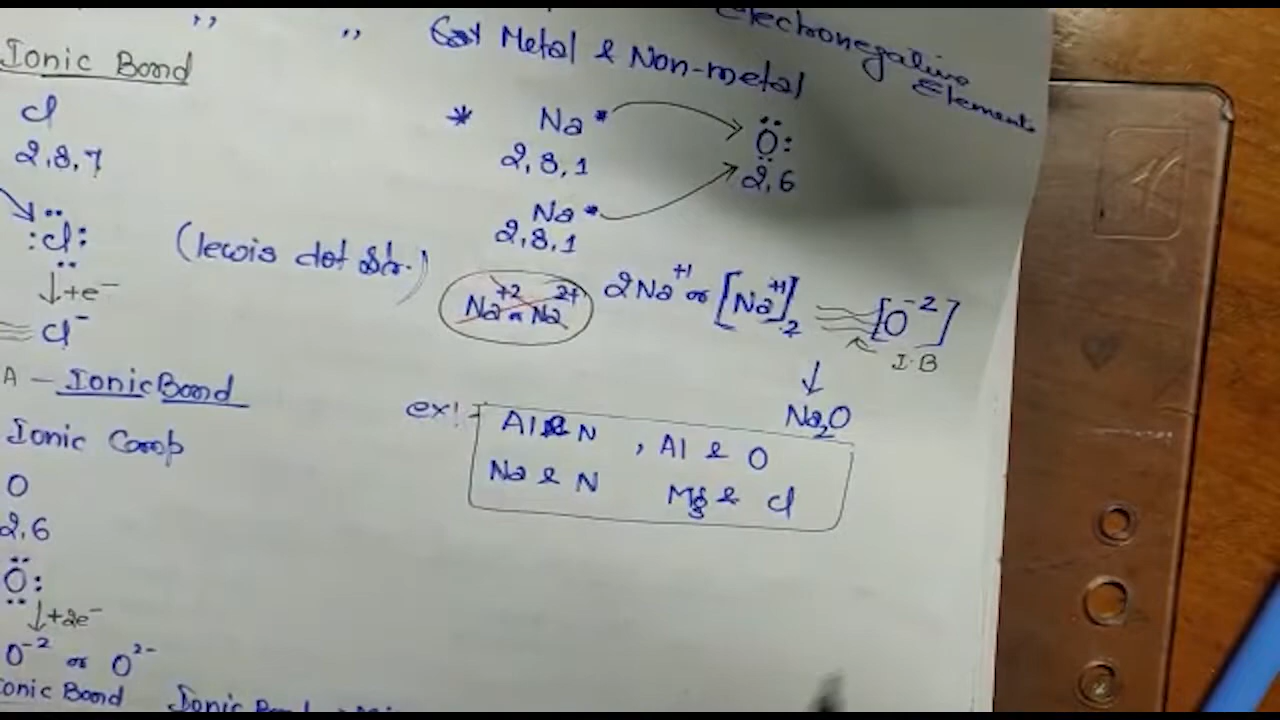 ,, ,, Electronegative
Elements
b/w Metal & Non-metal
Ionic Bond
Cl
2,8,7
:Cl:
↓+e⁻
Cl⁻
(lewis dot Str.)
* Na* O:
2,8,1 2,6
Na*
2,8,1
Na⁺² or Na²⁺ 2Na⁺¹ or [Na⁺¹]₂ [O⁻²]
I.B
↓
Na₂O
A - Ionic Bond
Ionic Comp
ex:- Al & N , Al & O
Na & N Mg & Cl
O
2,6
O:
↓+2e⁻
O⁻² or O²⁻
Ionic Bond